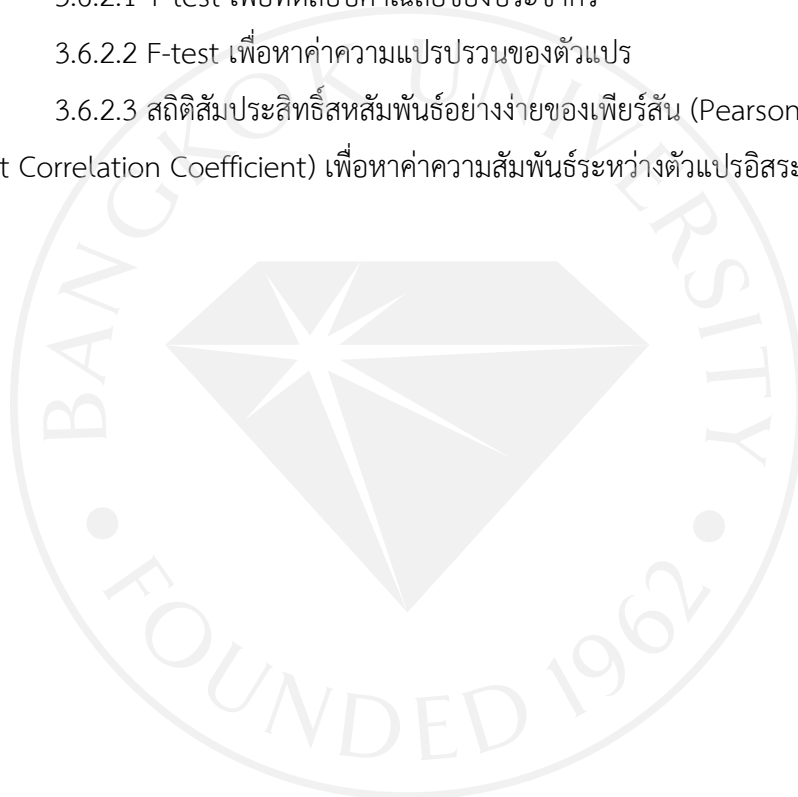 3.6.2.2 F-test เพื่อหาค่าความแปรปรวนของตัวแปร
3.6.2.3 สถิติสัมประสิทธิ์สหสัมพันธ์อย่างง่ายของเพียร์สัน (Pearson
t Correlation Coefficient) เพื่อหาค่าความสัมพันธ์ระหว่างตัวแปรอิสระ
BANGKOK UNIVERSITY
FOUNDED 1962